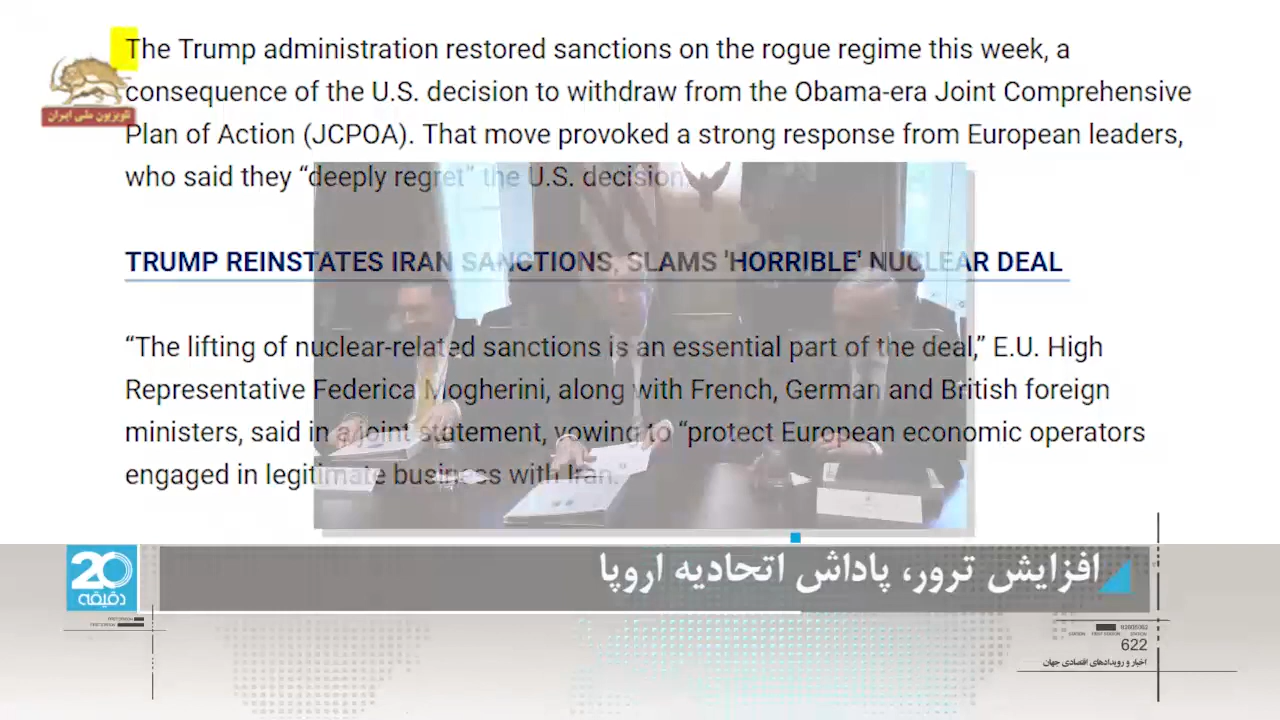 The Trump administration restored sanctions on the rogue regime this week, a
consequence of the U.S. decision to withdraw from the Obama-era Joint Comprehensive
Plan of Action (JCPOA). That move provoked a strong response from European leaders,
who said they “deeply regret” the U.S. decision.
TRUMP REINSTATES IRAN SANCTIONS, SLAMS 'HORRIBLE' NUCLEAR DEAL
“The lifting of nuclear-related sanctions is an essential part of the deal,” E.U. High
Representative Federica Mogherini, along with French, German and British foreign
ministers, said in a joint statement, vowing to “protect European economic operators
engaged in legitimate business with Iran.
تلویزیون ملی ایران
افزایش ترور، پاداش اتحادیه اروپا
20
دقیقه
622
اخبار و رویدادهای اقتصادی جهان